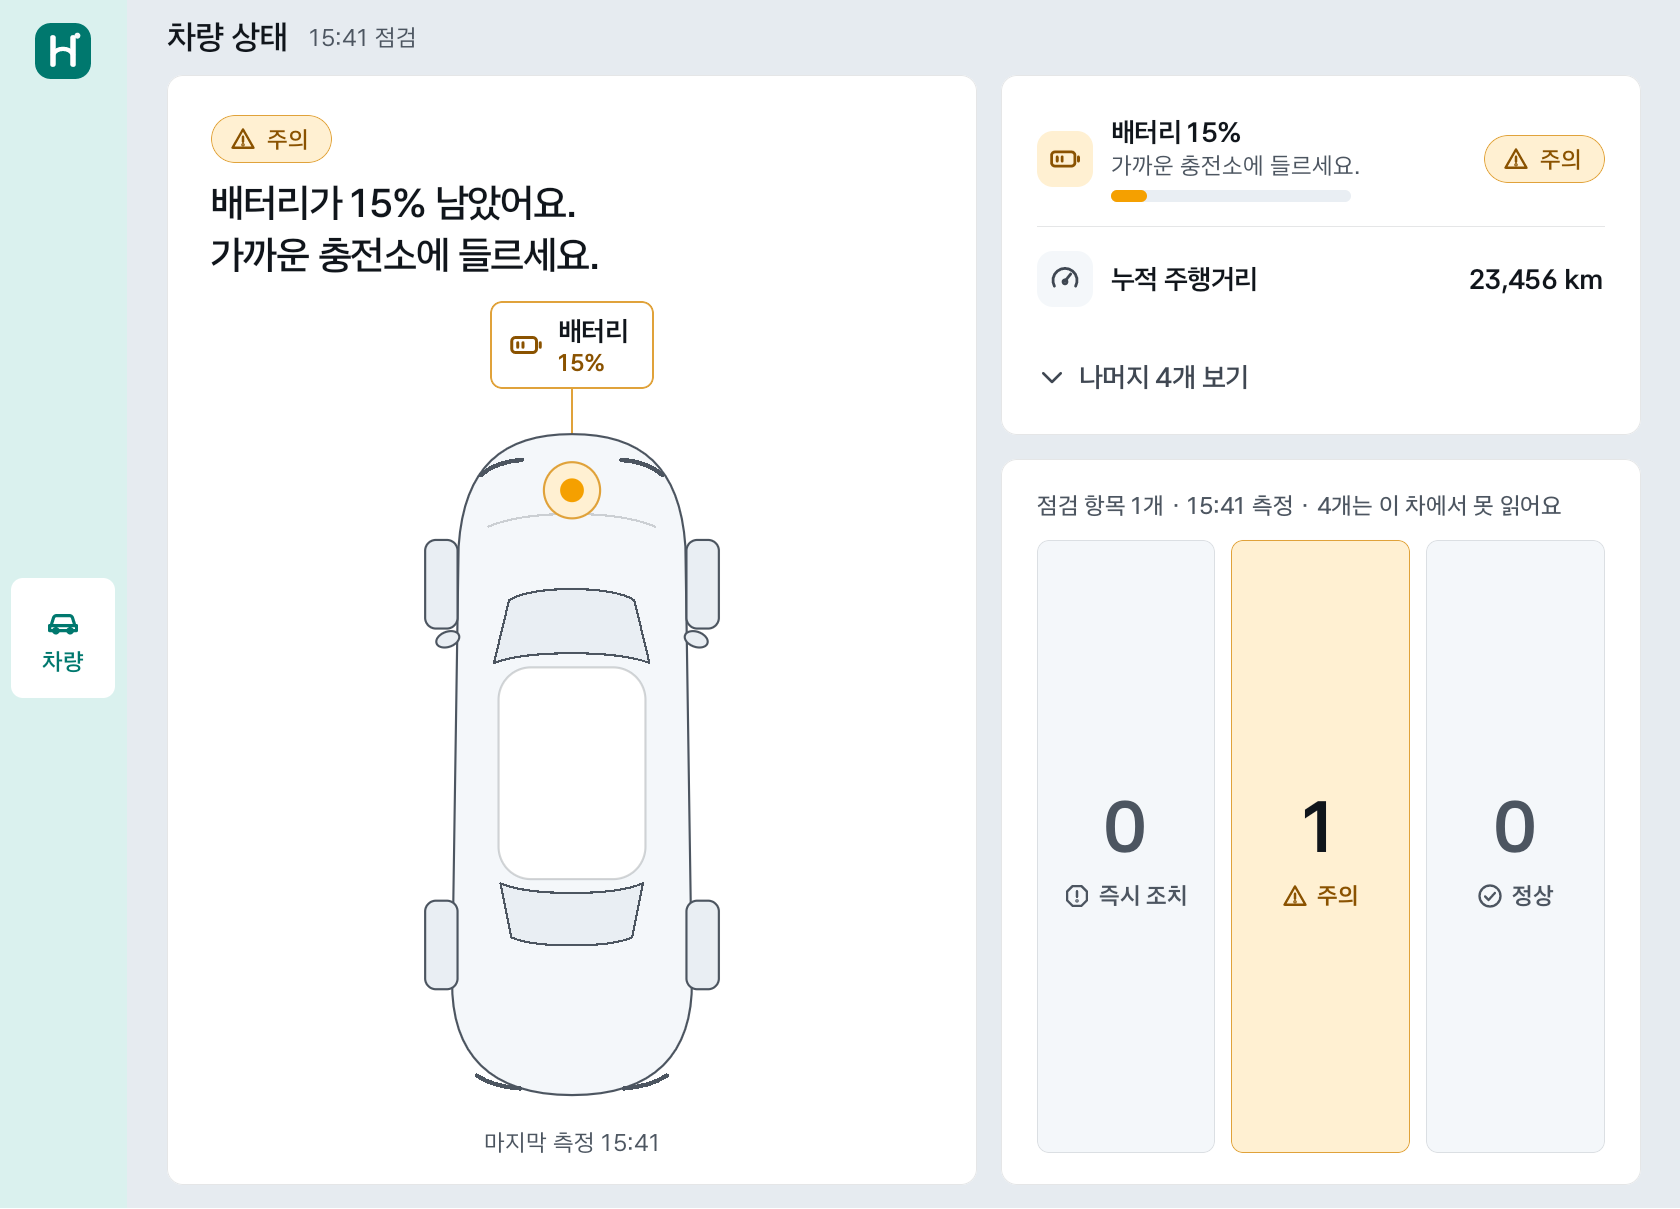 차량 상태 15:41 점검
주의
배터리가 15% 남았어요.
가까운 충전소에 들르세요.
배터리
15%
마지막 측정 15:41
배터리 15%
가까운 충전소에 들르세요.
주의
누적 주행거리 23,456 km
나머지 4개 보기
점검 항목 1개 · 15:41 측정 · 4개는 이 차에서 못 읽어요
0 1 0
즉시 조치 주의 정상
차량